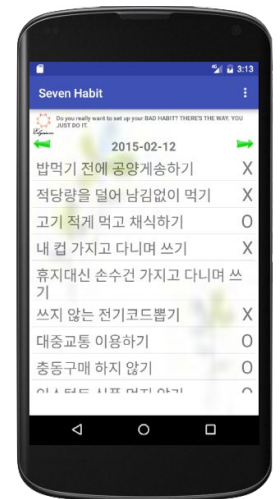 3:13
Seven Habit
Do you really want to set up your BAD HABIT? THERE'S THE WAY. YOU
JUST DO IT.
Elysium
2015-02-12
밥먹기 전에 공양게송하기 X
적당량을 덜어 남김없이 먹기 X
고기 적게 먹고 채식하기 O
내 컵 가지고 다니며 쓰기 X
휴지대신 손수건 가지고 다니며 쓰
기
쓰지 않는 전기코드뽑기 X
대중교통 이용하기 O
충동구매 하지 않기 O